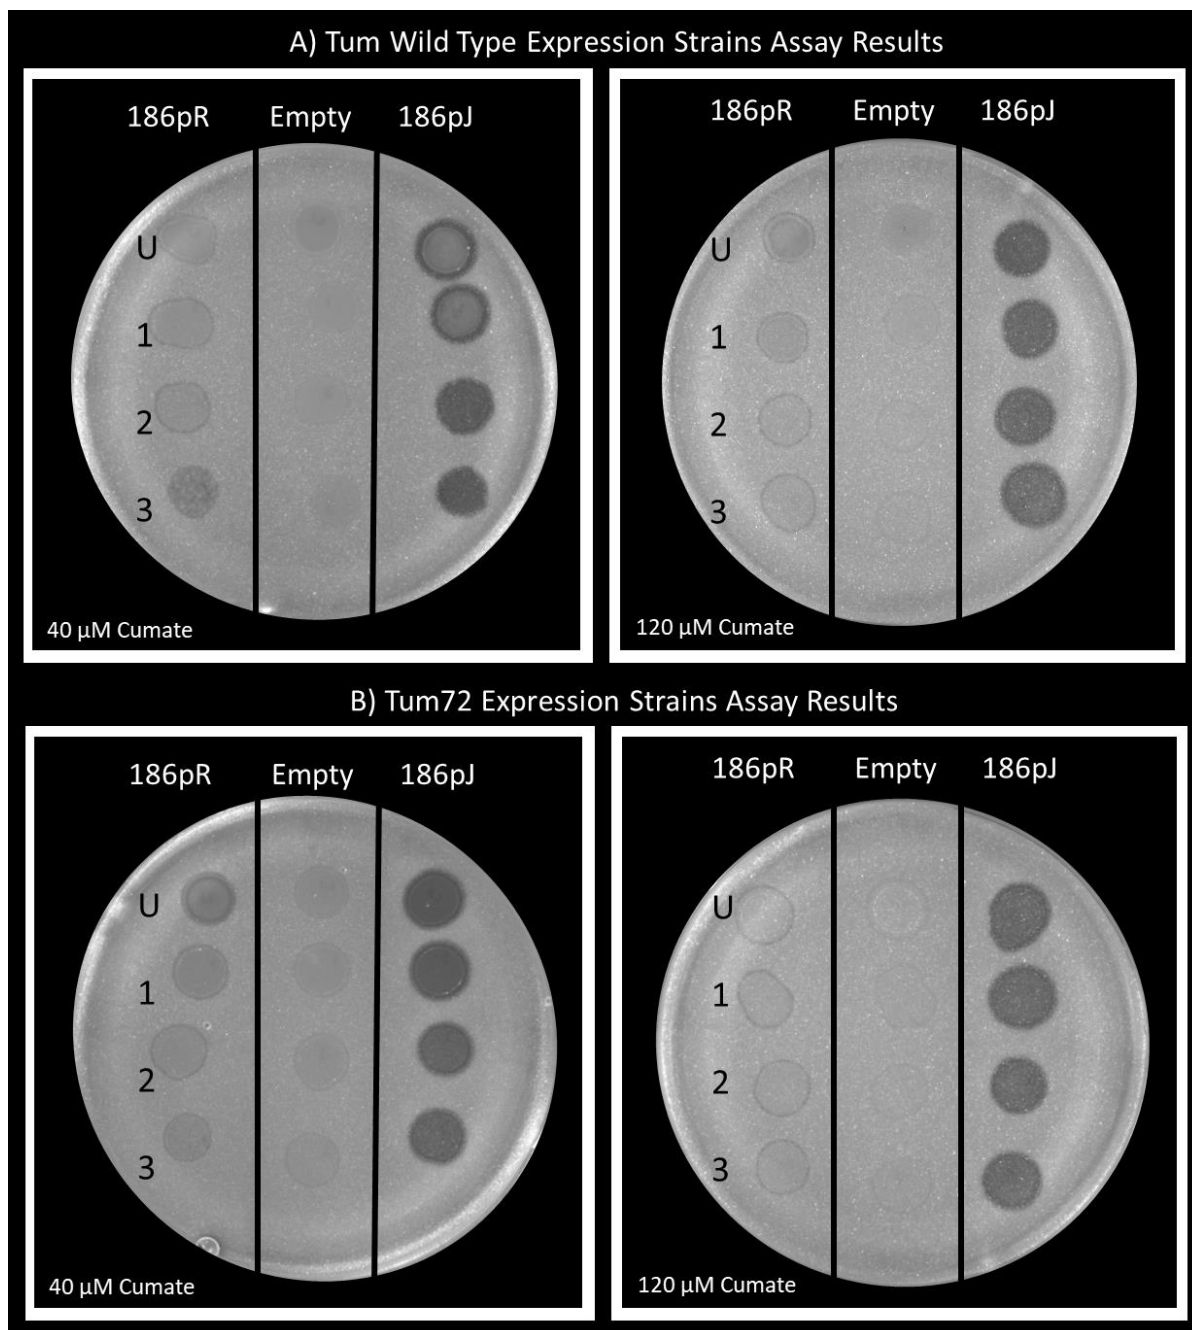 A) Tum Wild Type Expression Strains Assay Results
186pR Empty 186pJ
U
1
2
3
40 µM Cumate
186pR Empty 186pJ
U
1
2
3
120 µM Cumate
B) Tum72 Expression Strains Assay Results
186pR Empty 186pJ
U
1
2
3
40 µM Cumate
186pR Empty 186pJ
U
1
2
3
120 µM Cumate